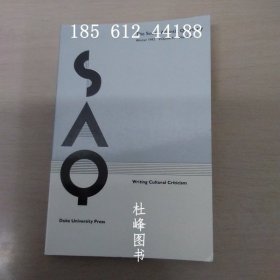 185 612 44188
SAQ
Writing Cultural Criticism
Duke University Press
杜峰图书